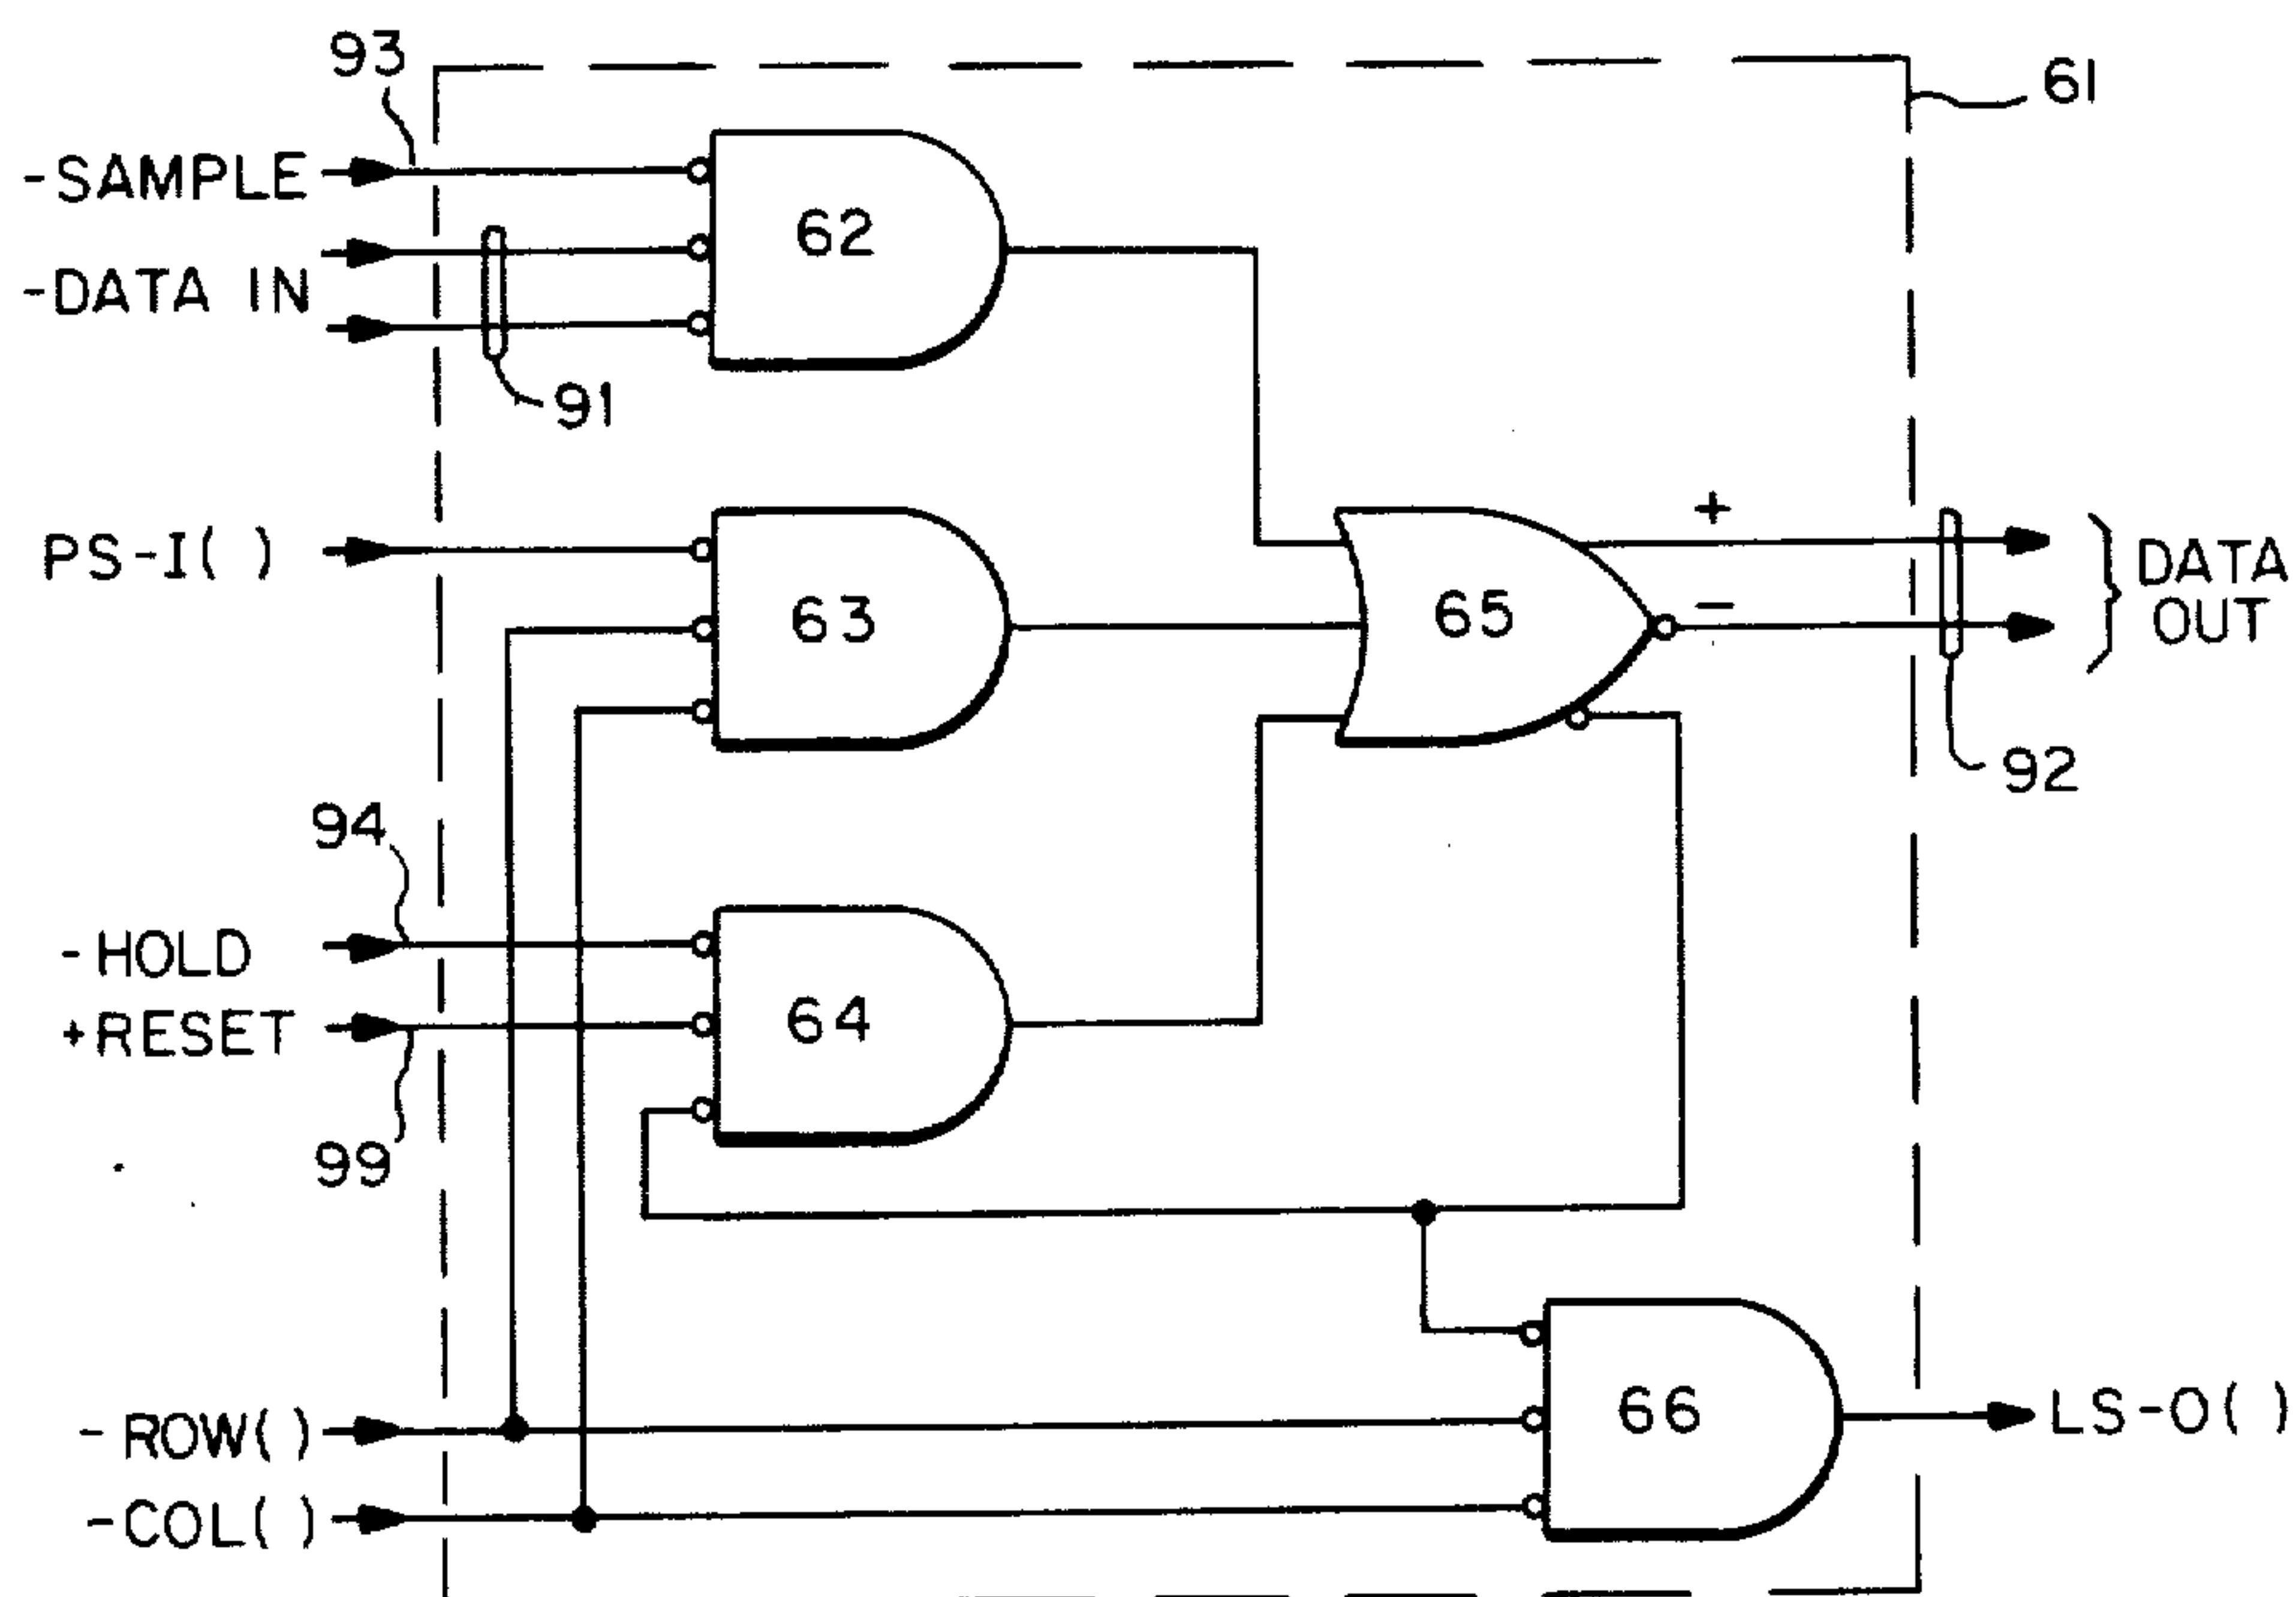 93
61
-SAMPLE
62
-DATA IN
91
PS-I( )
63
65
+
-
DATA
OUT
92
94
-HOLD
64
+RESET
99
-ROW( )
66
LS-O( )
-COL( )